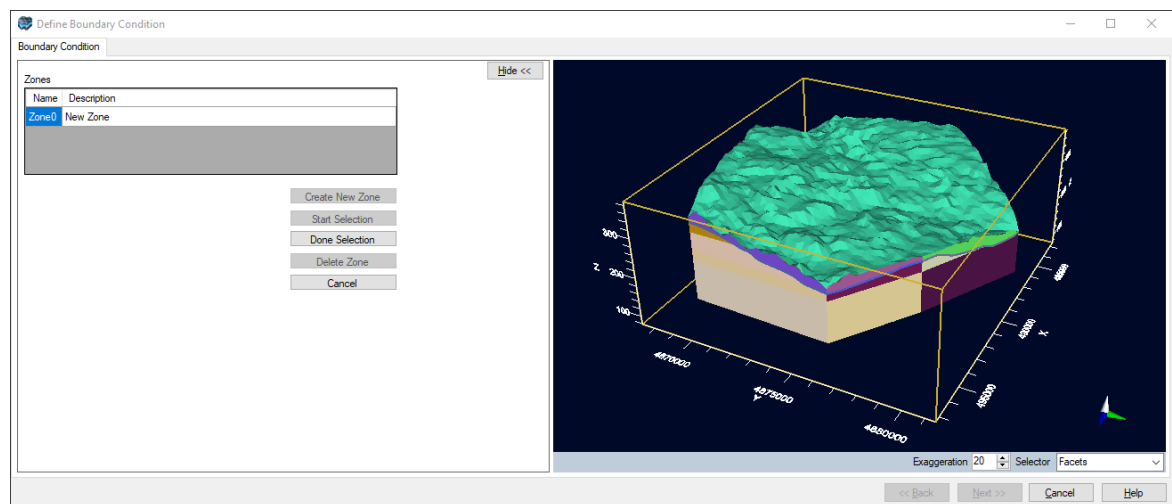 Define Boundary Condition
Boundary Condition
Hide <<
Zones
Name Description
Zone0 New Zone
Create New Zone
Start Selection
Done Selection
Delete Zone
Cancel
300
Z 200
100
4870000
4875000
Y
4880000
X
495000
Exaggeration 20 Selector Facets
<< Back Next >> Cancel Help